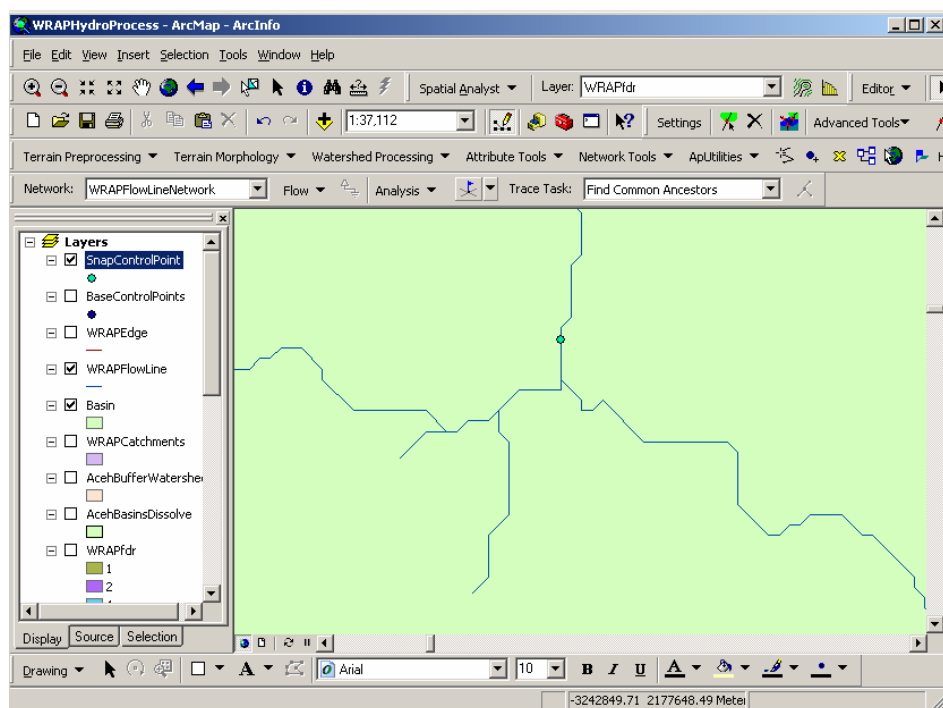 WRAPHydroProcess - ArcMap - ArcInfo
File Edit View Insert Selection Tools Window Help
Spatial Analyst Layer: WRAPfdr Editor
1:37,112 Settings Advanced Tools
Terrain Preprocessing Terrain Morphology Watershed Processing Attribute Tools Network Tools ApUtilities H
Network: WRAPFlowLineNetwork Flow Analysis Trace Task: Find Common Ancestors
Layers
SnapControlPoint
BaseControlPoints
WRAPEdge
WRAPFlowLine
Basin
WRAPCatchments
AcehBufferWatershe
AcehBasinsDissolve
WRAPfdr
1
2
Display Source Selection
Drawing A Arial 10 B I U A
-3242849.71 2177648.49 Meter